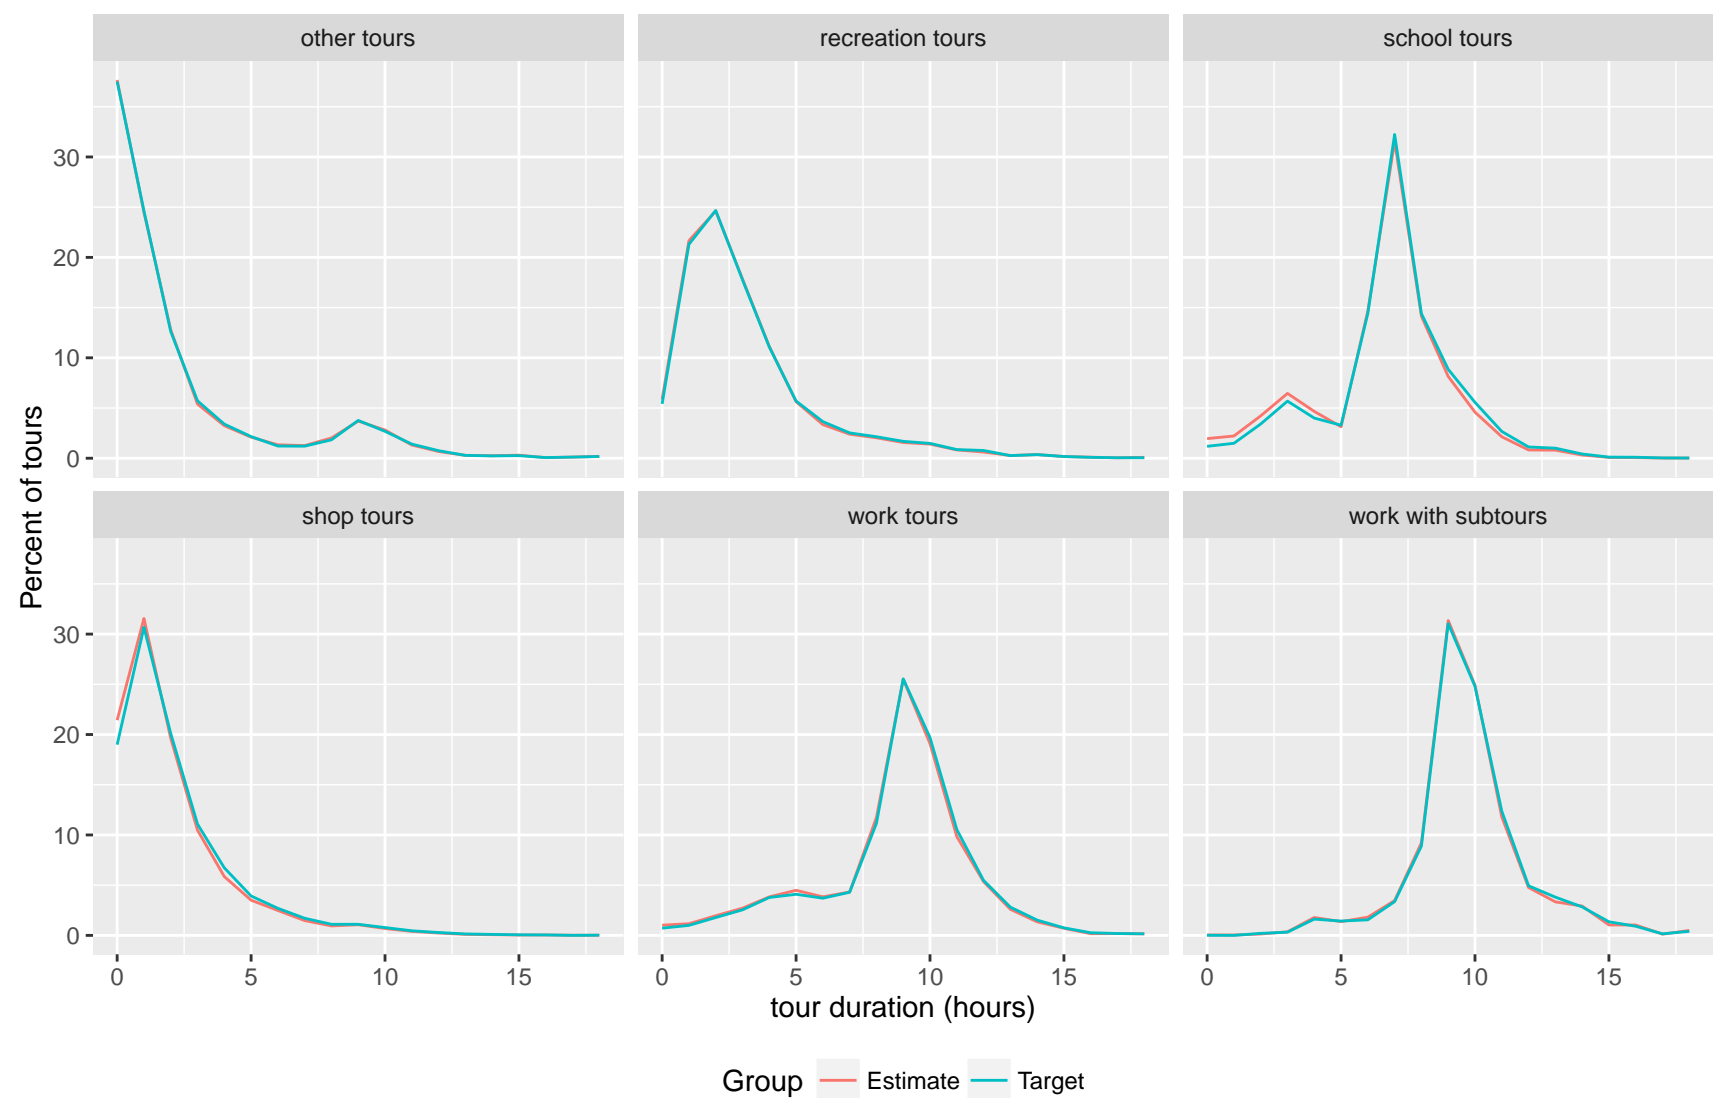 other tours
recreation tours
school tours
30
20
10
0
shop tours
work tours
work with subtours
30
20
10
0
Percent of tours
0 5 10 15
0 5 10 15
0 5 10 15
tour duration (hours)
Group Estimate Target